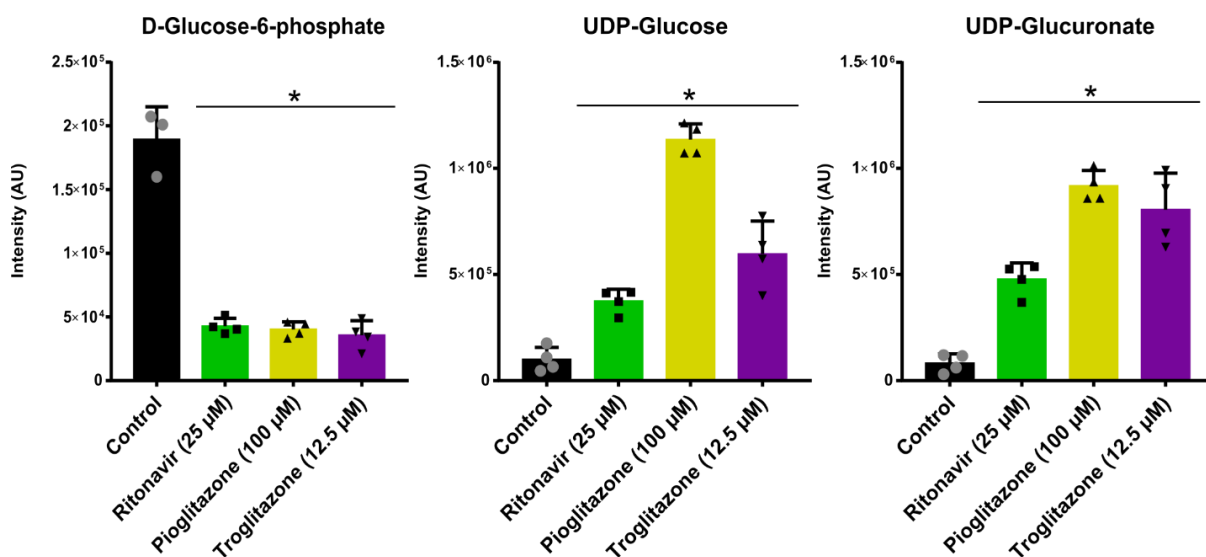 D-Glucose-6-phosphate
Intensity (AU)
2.5×10⁵
2×10⁵
1.5×10⁵
1×10⁵
5×10⁴
0
*
Control
Ritonavir (25 µM)
Pioglitazone (100 µM)
Troglitazone (12.5 µM)
UDP-Glucose
Intensity (AU)
1.5×10⁶
1×10⁶
5×10⁵
0
*
Control
Ritonavir (25 µM)
Pioglitazone (100 µM)
Troglitazone (12.5 µM)
UDP-Glucuronate
Intensity (AU)
1.5×10⁶
1×10⁶
5×10⁵
0
*
Control
Ritonavir (25 µM)
Pioglitazone (100 µM)
Troglitazone (12.5 µM)